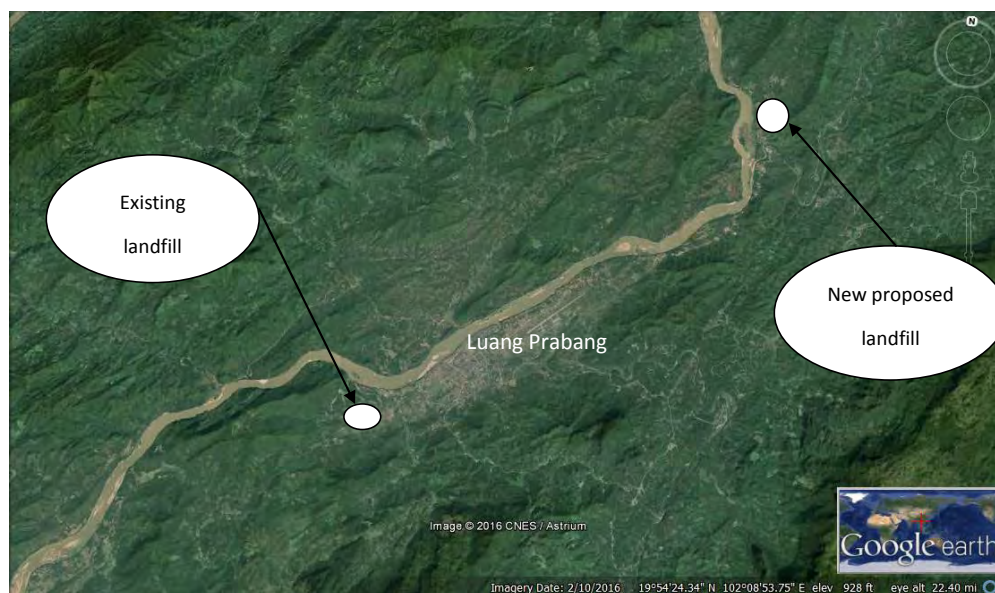 N
Existing
landfill
New proposed
landfill
Luang Prabang
Image © 2016 CNES / Astrium
Google earth
Imagery Date: 2/10/2016 19°54'24.34" N 102°08'53.75" E elev 928 ft eye alt 22.40 mi